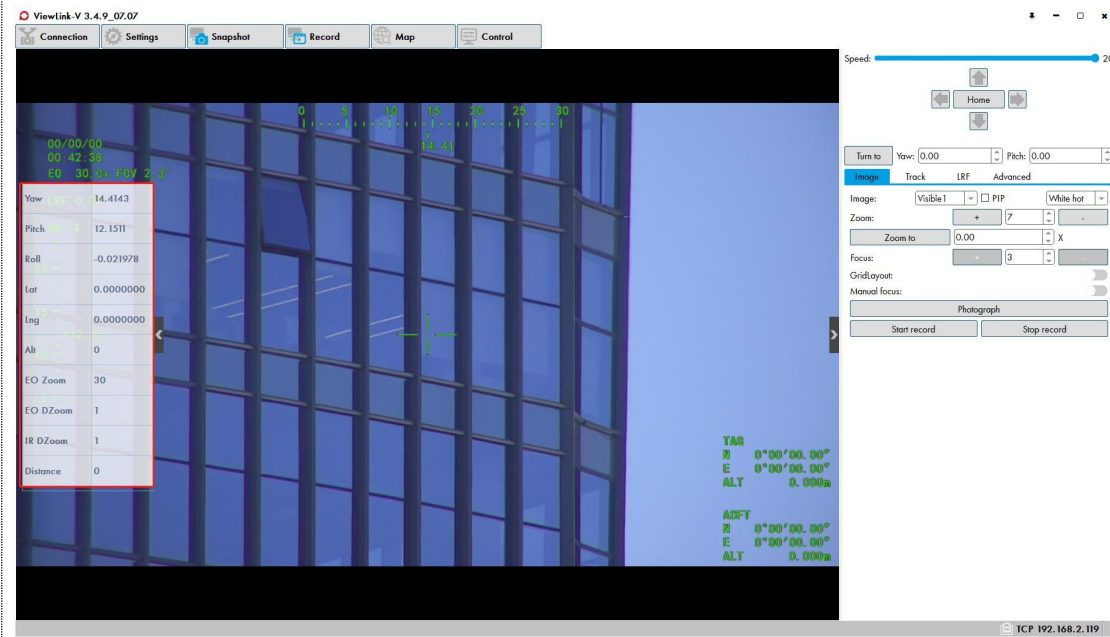 ViewLink-V 3.4.9_07.07
Connection Settings Snapshot Record Map Control
Speed: 20
Home
Turn to Yaw: 0.00 Pitch: 0.00
Image Track LRF Advanced
Image: Visible1 PIP White hot
Zoom: + 7 -
Zoom to 0.00 X
Focus: + 3 -
GridLayout:
Manual focus:
Photograph
Start record Stop record
0 5 10 15 20 25 30
14.41
00/00/00
00:42:38
EO 30.0x FOV 2.3°
Yaw 14.4143
Pitch 12.1511
Roll -0.021978
Lat 0.0000000
Lng 0.0000000
Alt 0
EO Zoom 30
EO DZoom 1
IR DZoom 1
Distance 0
TAG
N 0°00'00.00"
E 0°00'00.00"
ALT 0.000m
ACFT
N 0°00'00.00"
E 0°00'00.00"
ALT 0.000m
TCP 192.168.2.119